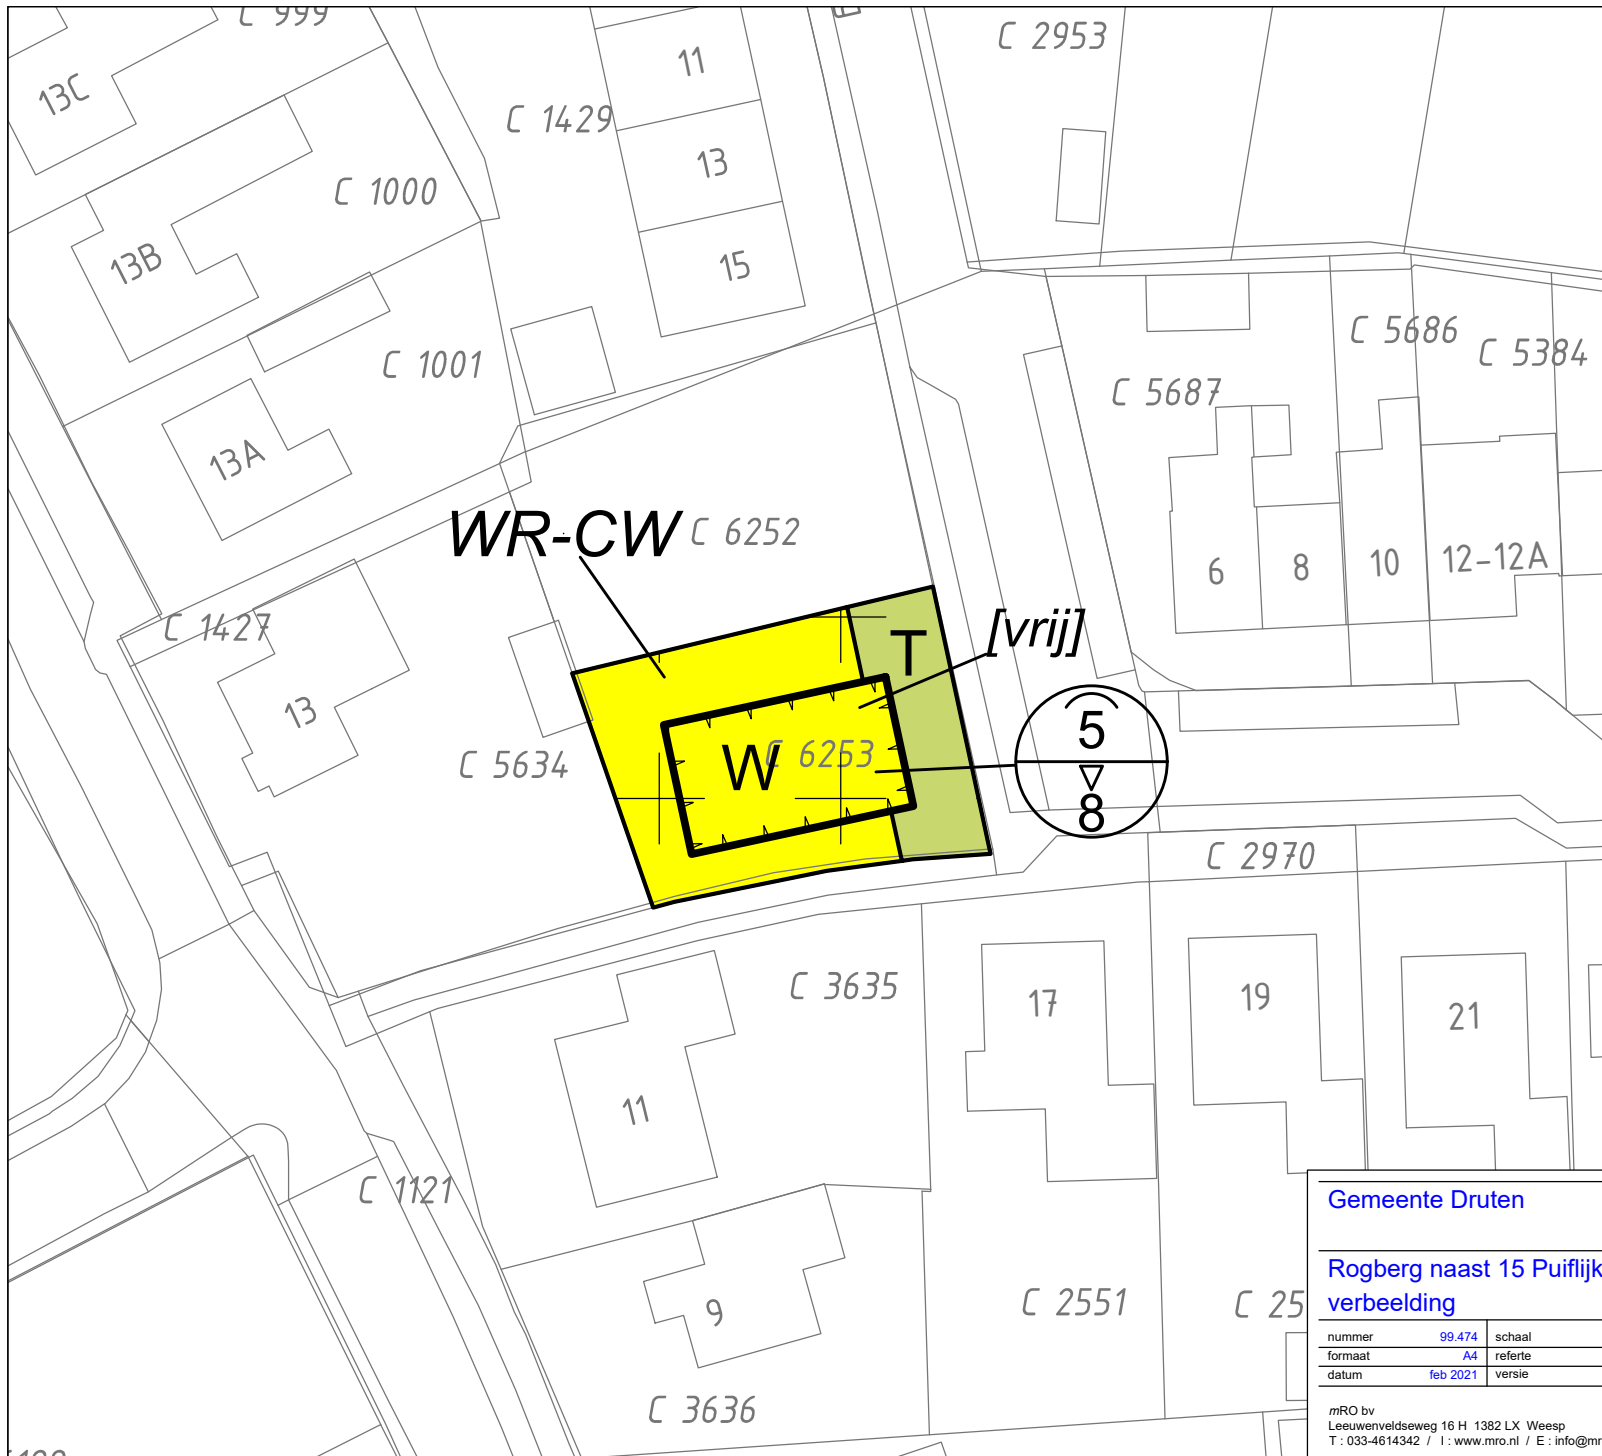 C 999
C 2953
11
13C
C 1429
13
C 1000
13B
15
C 5686
C 5384
C 1001
C 5687
13A
WR-CW
C 6252
6
8
10
12-12A
C 1427
[vrij]
T
13
5
W
C 6253
C 5634
8
C 2970
C 3635
17
19
21
11
C 1121
Gemeente Druten
Rogberg naast 15 Puiflijk
verbeelding
9
C 2551
C 25
nummer 99.474 schaal
formaat A4 referte
datum feb 2021 versie
C 3636
mRO bv
Leeuwenveldseweg 16 H 1382 LX Weesp
T : 033-4614342 / I : www.mro.nl / E : info@mr